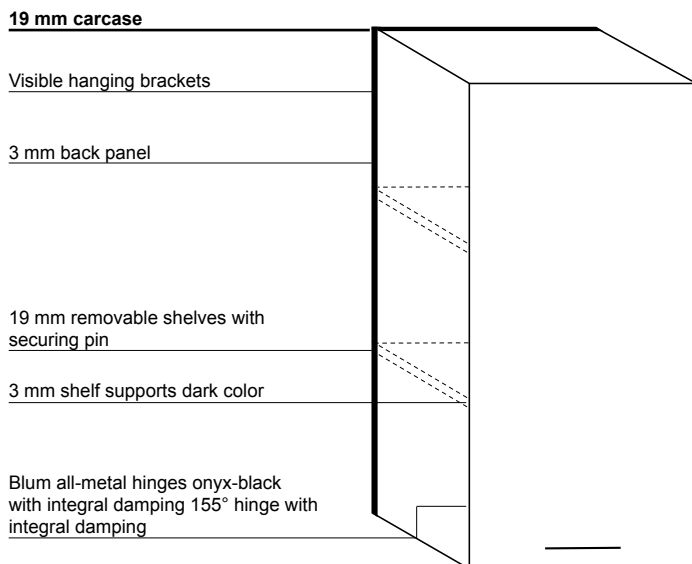 19 mm carcase
Visible hanging brackets
3 mm back panel
19 mm removable shelves with
securing pin
3 mm shelf supports dark color
Blum all-metal hinges onyx-black
with integral damping 155° hinge with
integral damping